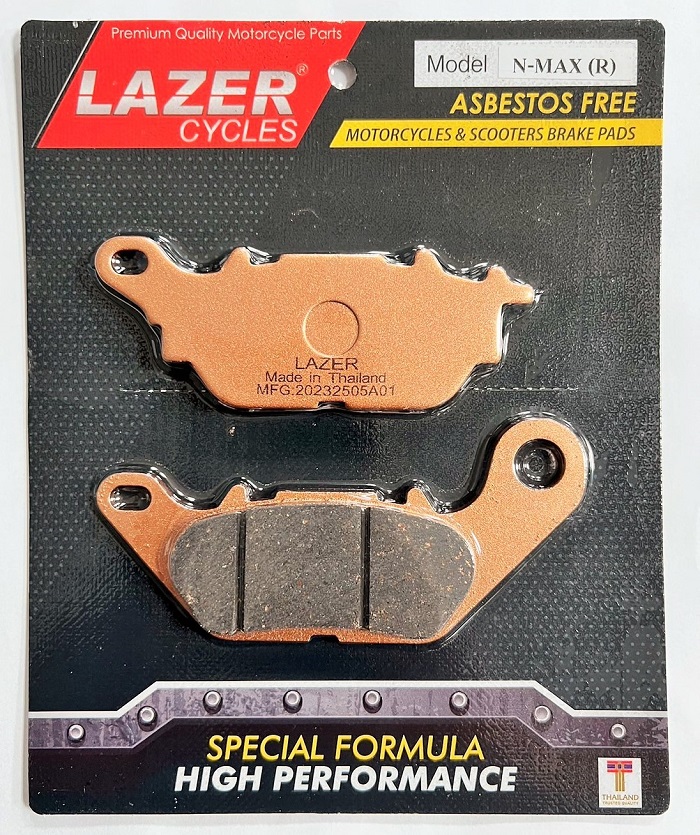 Premium Quality Motorcycle Parts
LAZER®
CYCLES
Model N-MAX (R)
ASBESTOS FREE
MOTORCYCLES & SCOOTERS BRAKE PADS
LAZER
Made in Thailand
MFG.20232505A01
SPECIAL FORMULA
HIGH PERFORMANCE
THAILAND
TRUSTED QUALITY